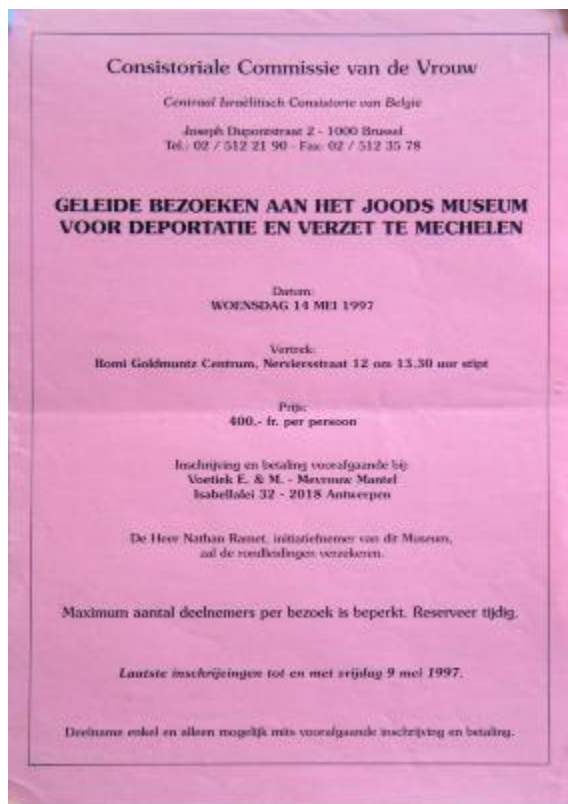 Consistoriale Commissie van de Vrouw
Centraal Israëlitisch Consistorie van België
Joseph Dupontstraat 2 - 1000 Brussel
Tel.: 02 / 512 21 90 - Fax: 02 / 512 35 78
GELEIDE BEZOEKEN AAN HET JOODS MUSEUM
VOOR DEPORTATIE EN VERZET TE MECHELEN
Datum:
WOENSDAG 14 MEI 1997
Vertrek:
Romi Goldmuntz Centrum, Nerviersstraat 12 om 13.30 uur stipt
Prijs:
400,- fr. per persoon
Inschrijving en betaling voorafgaande bij:
Voetiek E. & M. - Mevrouw Mantel
Isabellalei 32 - 2018 Antwerpen
De Heer Nathan Ramet, initiatiefnemer van dit Museum,
zal de rondleidingen verzekeren.
Maximum aantal deelnemers per bezoek is beperkt. Reserveer tijdig.
Laatste inschrijvingen tot en met vrijdag 9 mei 1997.
Deelname enkel en alleen mogelijk mits voorafgaande inschrijving en betaling.